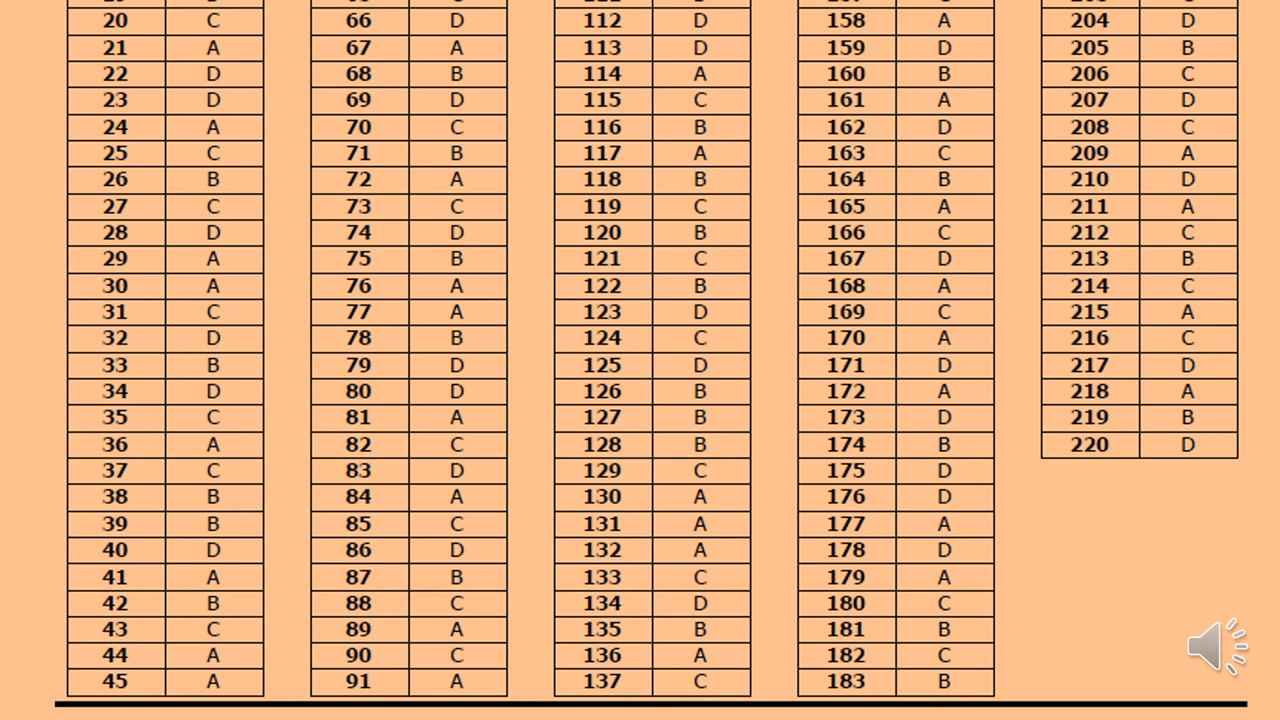 20 C 66 D 112 D 158 A 204 D
21 A 67 A 113 D 159 D 205 B
22 D 68 B 114 A 160 B 206 C
23 D 69 D 115 C 161 A 207 D
24 A 70 C 116 B 162 D 208 C
25 C 71 B 117 A 163 C 209 A
26 B 72 A 118 B 164 B 210 D
27 C 73 C 119 C 165 A 211 A
28 D 74 D 120 B 166 C 212 C
29 A 75 B 121 C 167 D 213 B
30 A 76 A 122 B 168 A 214 C
31 C 77 A 123 D 169 C 215 A
32 D 78 B 124 C 170 A 216 C
33 B 79 D 125 D 171 D 217 D
34 D 80 D 126 B 172 A 218 A
35 C 81 A 127 B 173 D 219 B
36 A 82 C 128 B 174 B 220 D
37 C 83 D 129 C 175 D
38 B 84 A 130 A 176 D
39 B 85 C 131 A 177 A
40 D 86 D 132 A 178 D
41 A 87 B 133 C 179 A
42 B 88 C 134 D 180 C
43 C 89 A 135 B 181 B
44 A 90 C 136 A 182 C
45 A 91 A 137 C 183 B